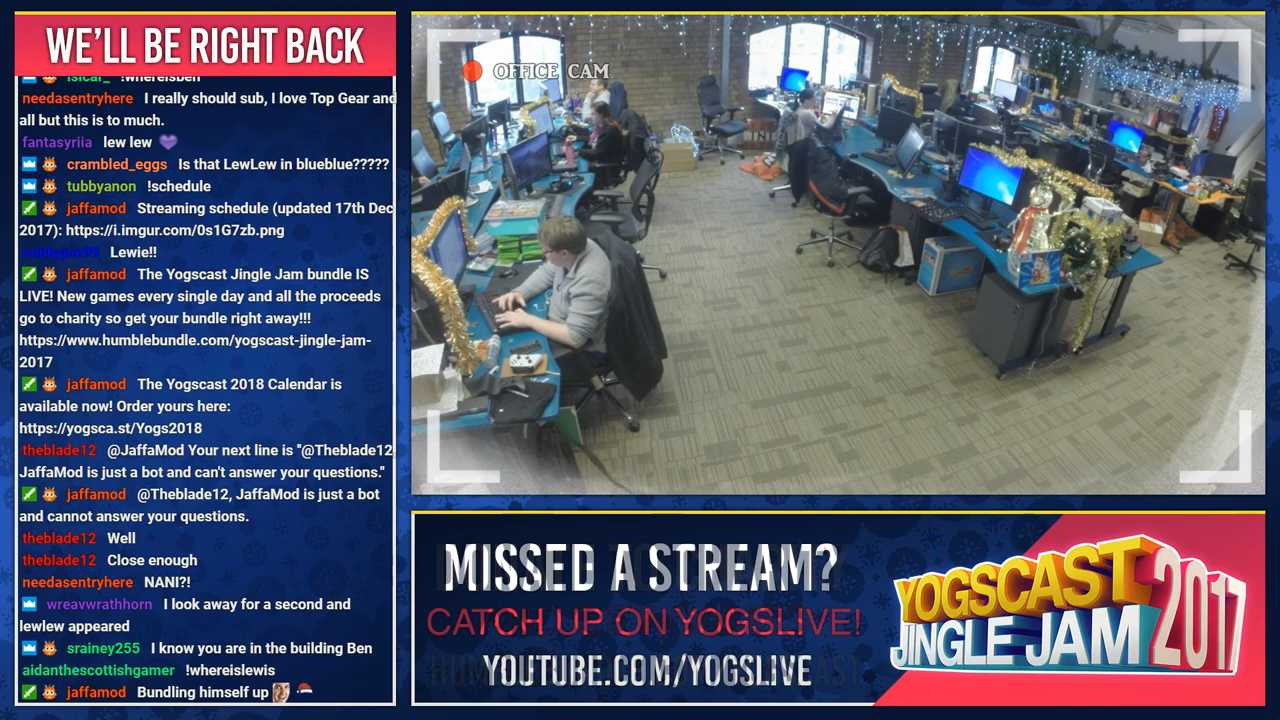 WE'LL BE RIGHT BACK
!whereisben
needasentryhere I really should sub, I love Top Gear and
all but this is to much.
fantasyriia lew lew
crambled_eggs Is that LewLew in blueblue?????
tubbyanon !schedule
jaffamod Streaming schedule (updated 17th Dec
2017): https://i.imgur.com/0s1G7zb.png
Lewie!!
jaffamod The Yogscast Jingle Jam bundle IS
LIVE! New games every single day and all the proceeds
go to charity so get your bundle right away!!!
https://www.humblebundle.com/yogscast-jingle-jam-
2017
jaffamod The Yogscast 2018 Calendar is
available now! Order yours here:
https://yogsca.st/Yogs2018
theblade12 @JaffaMod Your next line is "@Theblade12,
JaffaMod is just a bot and can't answer your questions."
jaffamod @Theblade12, JaffaMod is just a bot
and cannot answer your questions.
theblade12 Well
theblade12 Close enough
needasentryhere NANI?!
wreavwrathhorn I look away for a second and
lewlew appeared
srainey255 I know you are in the building Ben
aidanthescottishgamer !whereislewis
jaffamod Bundling himself up
OFFICE CAM
MISSED A STREAM?
CATCH UP ON YOGSLIVE!
YOUTUBE.COM/YOGSLIVE
YOGSCAST
JINGLE JAM 2017